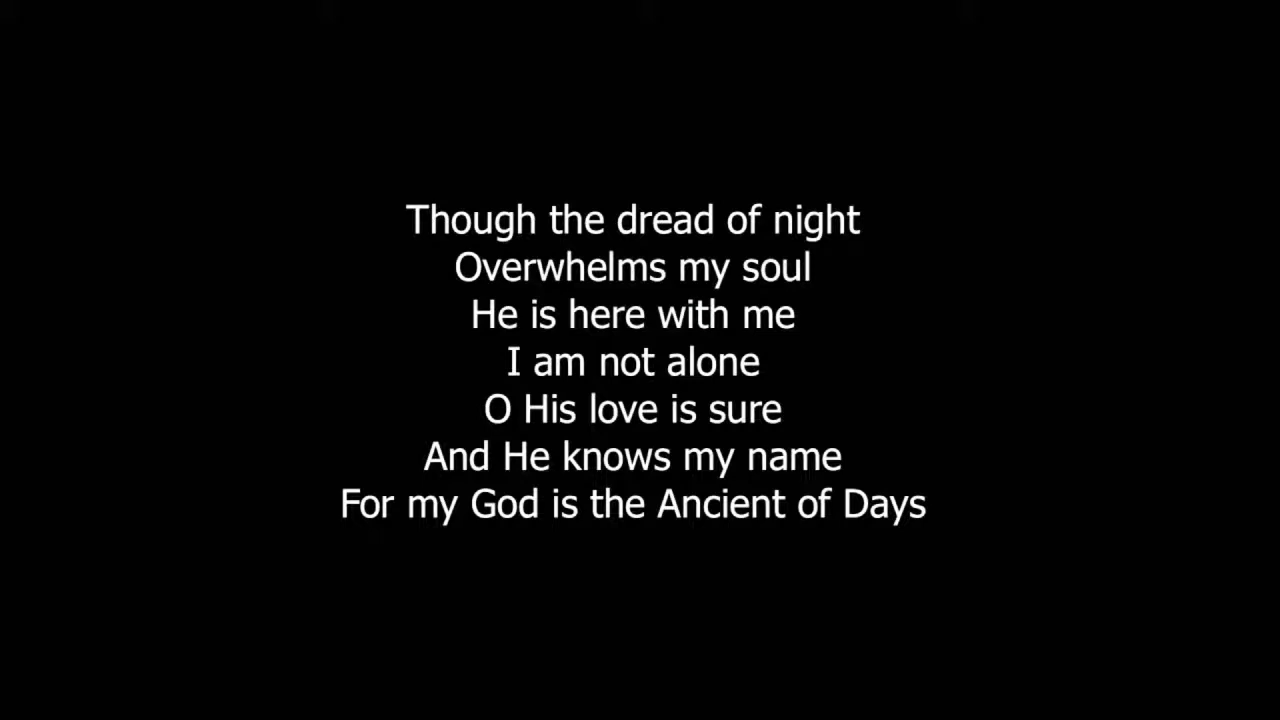 Though the dread of night
Overwhelms my soul
He is here with me
I am not alone
O His love is sure
And He knows my name
For my God is the Ancient of Days